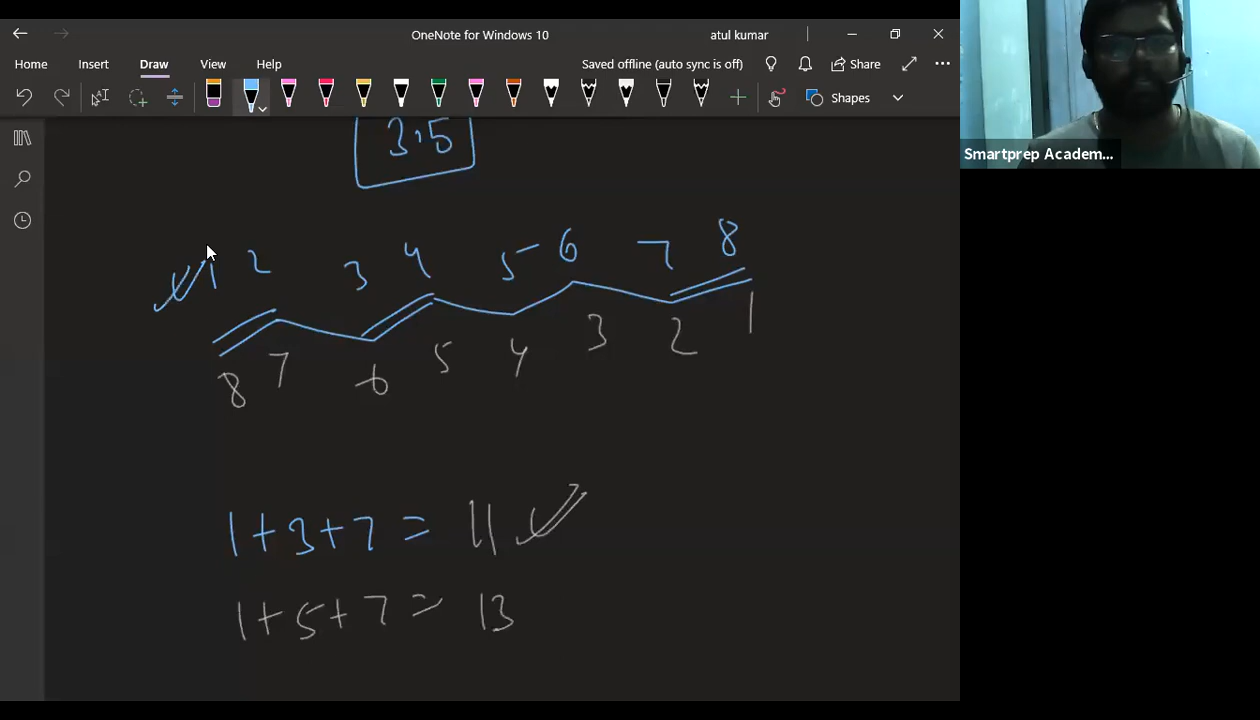 OneNote for Windows 10
atul kumar
Home Insert Draw View Help
Saved offline (auto sync is off)
Share
Shapes
Smartprep Academ...
3,5
1 2 3 4 5 6 7 8
8 7 6 5 4 3 2 1
1+3+7= 11
1+5+7= 13